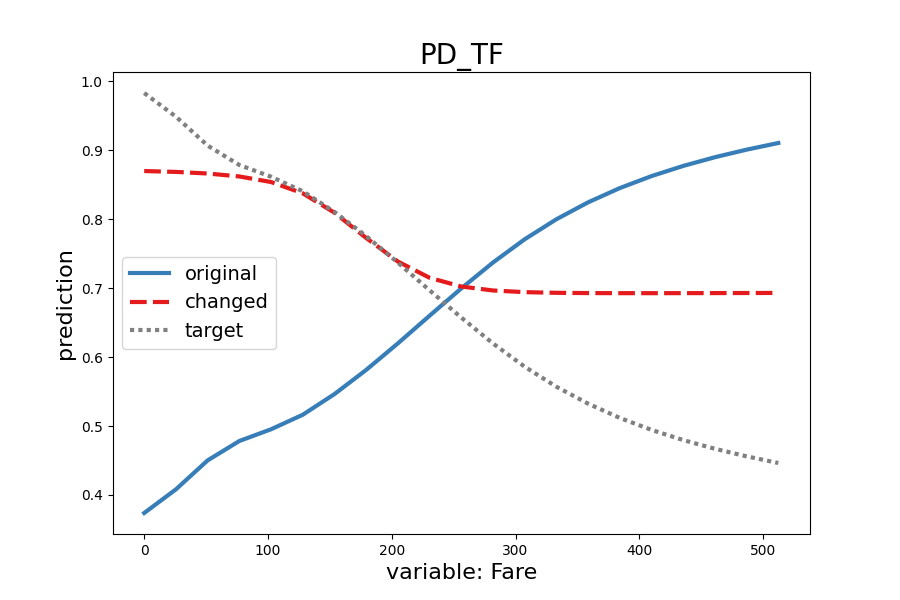 PD_TF
1.0
0.9
0.8
0.7
0.6
0.5
0.4
prediction
original
changed
target
0 100 200 300 400 500
variable: Fare